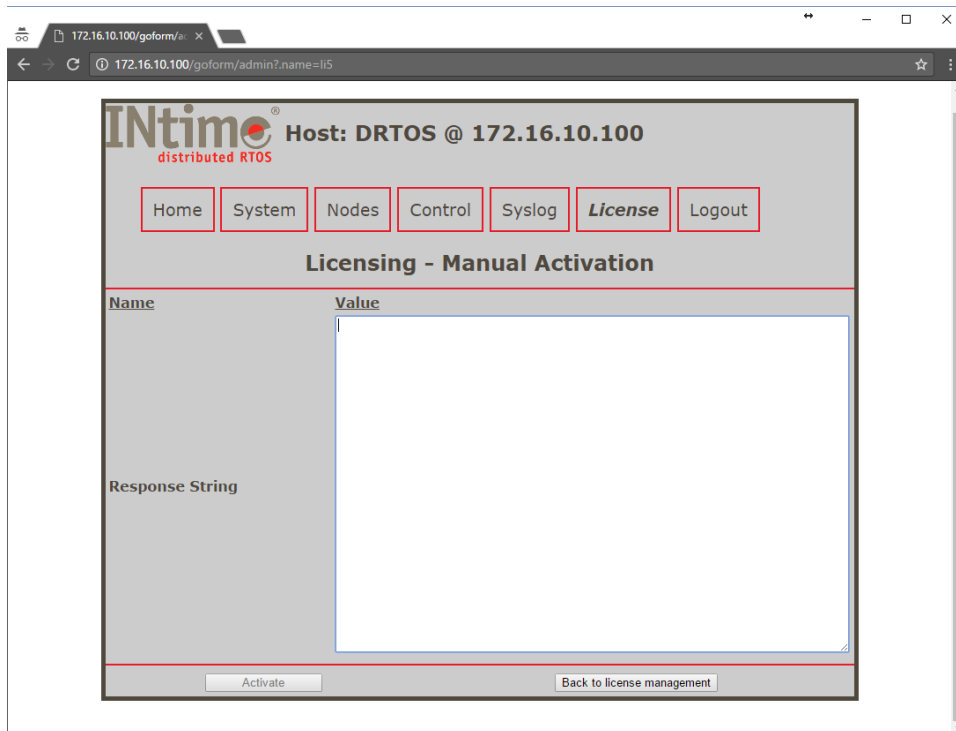 172.16.10.100/goform/ac
172.16.10.100/goform/admin?.name=li5
INtime® Host: DRTOS @ 172.16.10.100
distributed RTOS
Home System Nodes Control Syslog License Logout
Licensing - Manual Activation
Name Value
Response String
Activate Back to license management